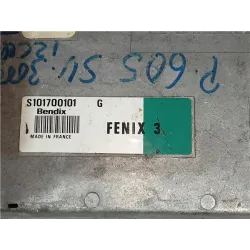 P.605 SV.
S101700101 G
Bendix
MADE IN FRANCE
FENIX 3